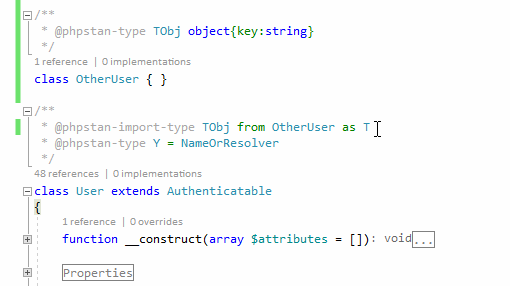 /**
* @phpstan-type TObj object{key:string}
*/
1 reference | 0 implementations
class OtherUser { }
/**
* @phpstan-import-type TObj from OtherUser as T
* @phpstan-type Y = NameOrResolver
*/
48 references | 0 implementations
class User extends Authenticatable
{
1 reference | 0 overrides
function __construct(array $attributes = []): void...
Properties